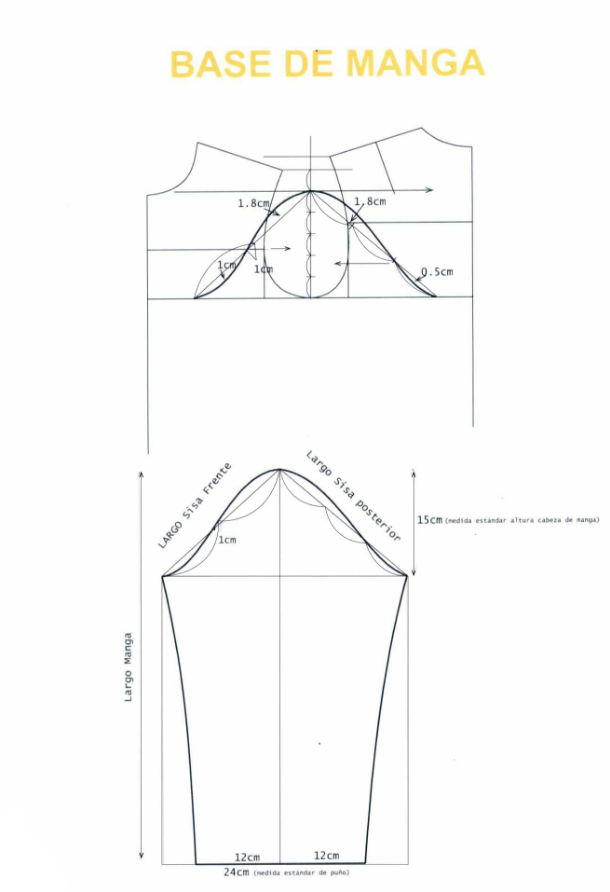 BASE DE MANGA
1.8cm
1.8cm
1cm
1cm
0.5cm
LARGO Sisa Frente
Largo Sisa posterior
15cm (medida estándar altura cabeza de manga)
1cm
Largo Manga
12cm
12cm
24cm (medida estándar de puño)